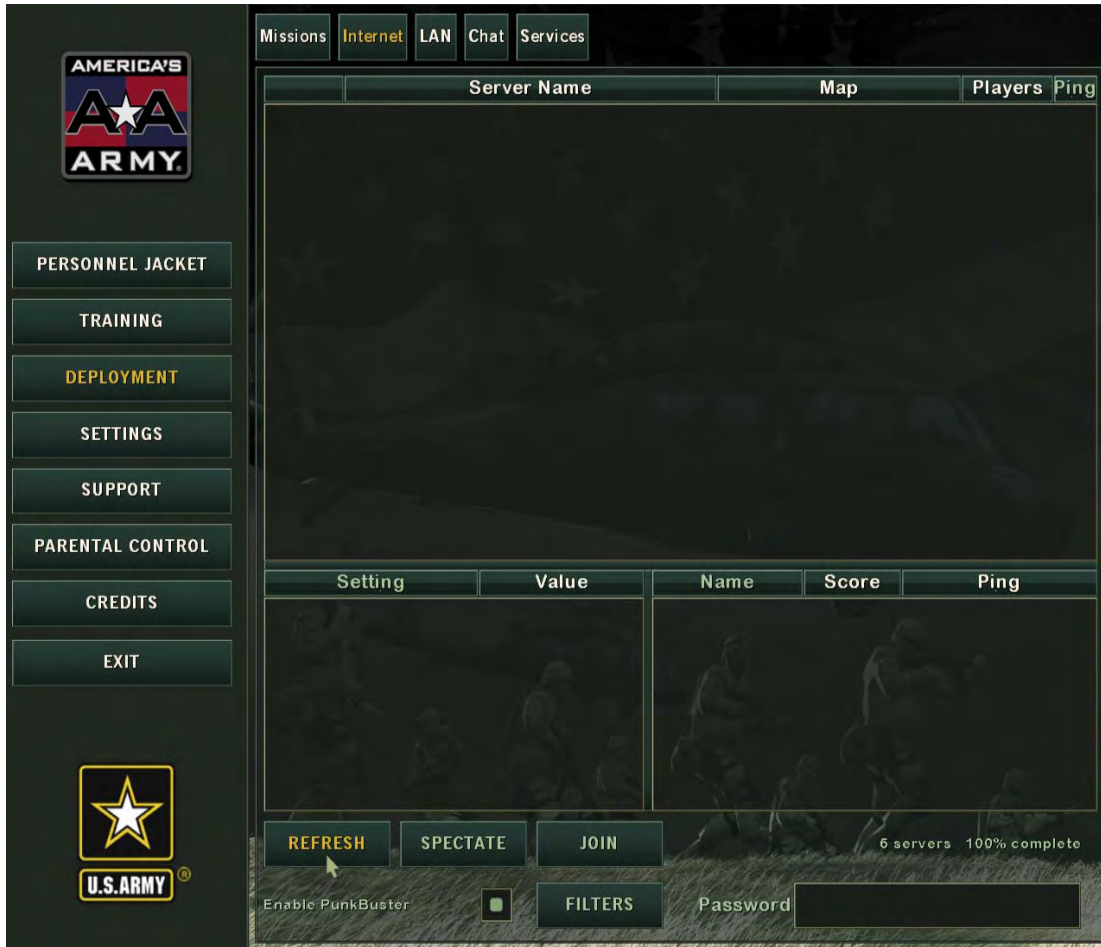 AMERICA'S
AA
ARMY
PERSONNEL JACKET
TRAINING
DEPLOYMENT
SETTINGS
SUPPORT
PARENTAL CONTROL
CREDITS
EXIT
U.S.ARMY ®
Missions Internet LAN Chat Services
Server Name Map Players Ping
Setting Value Name Score Ping
REFRESH SPECTATE JOIN 6 servers 100% complete
Enable PunkBuster FILTERS Password